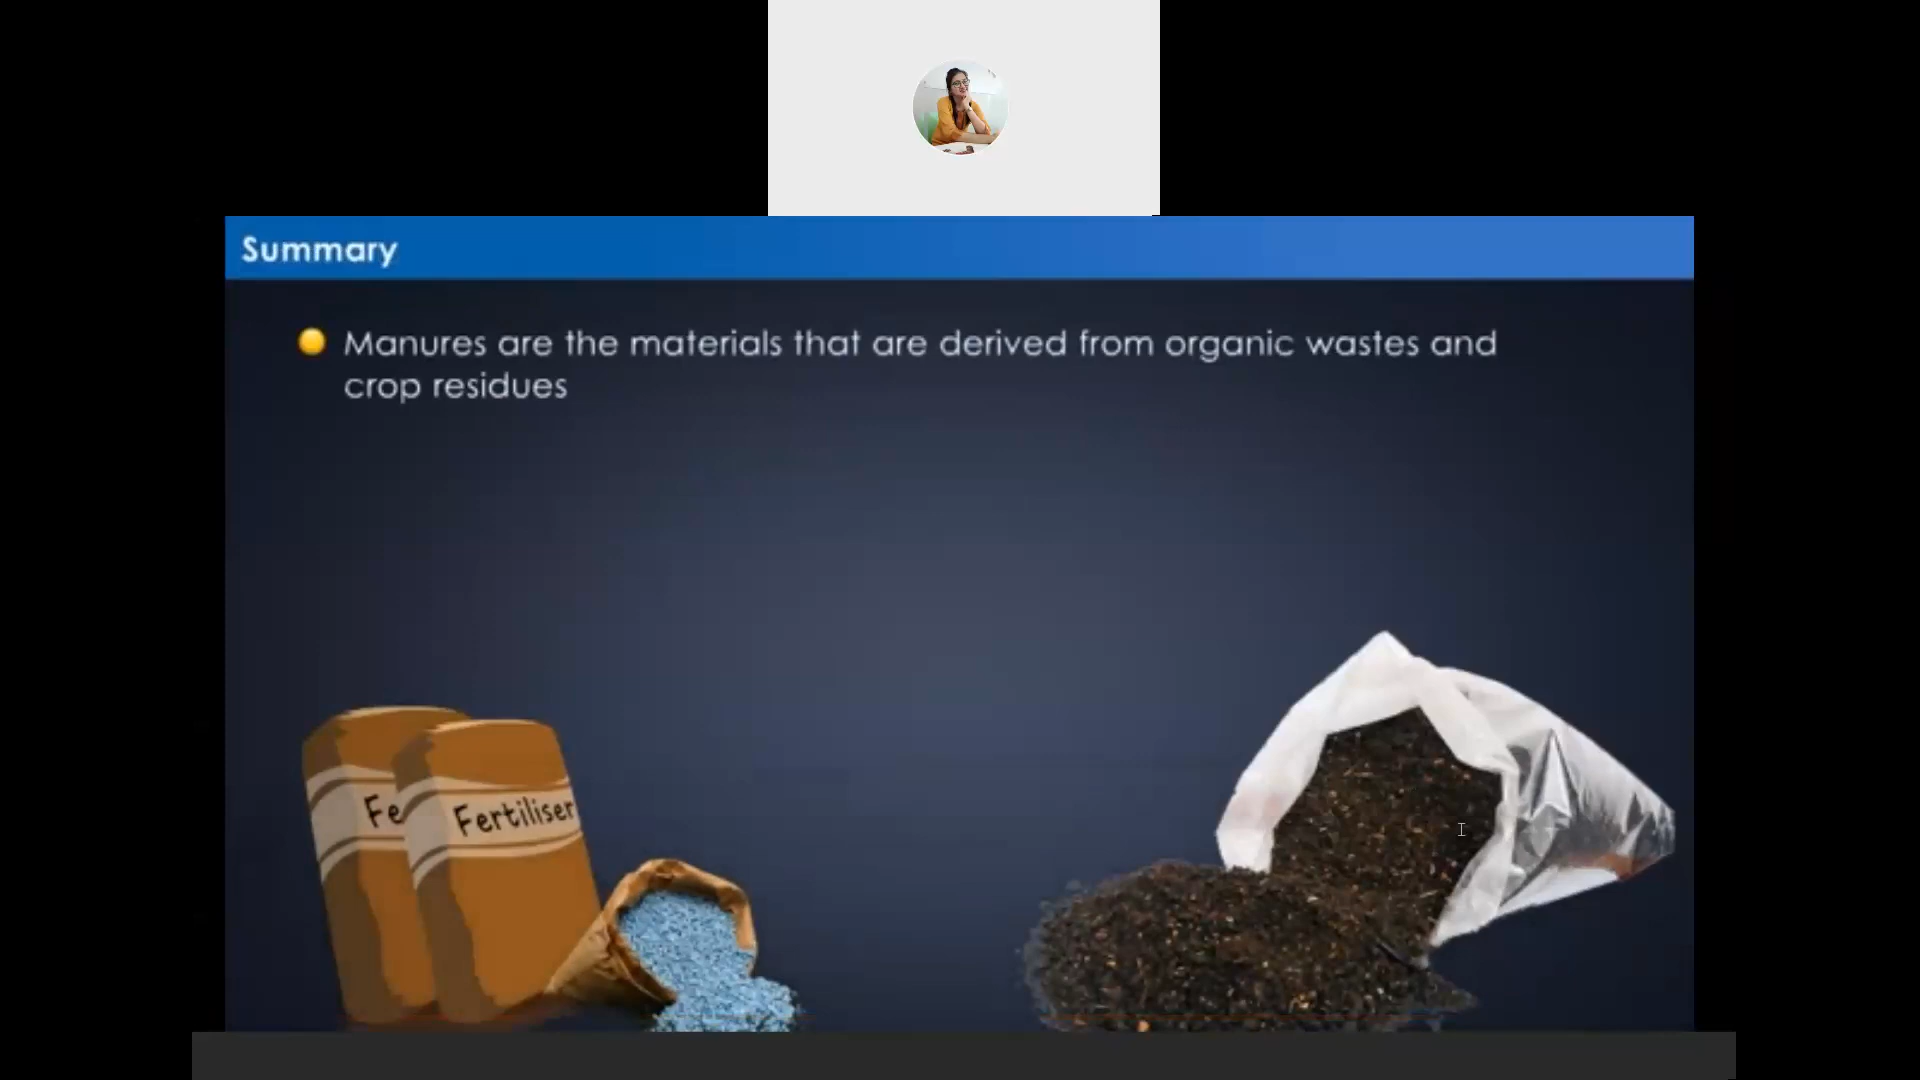 Summary
Manures are the materials that are derived from organic wastes and
crop residues
Fe
Fertiliser